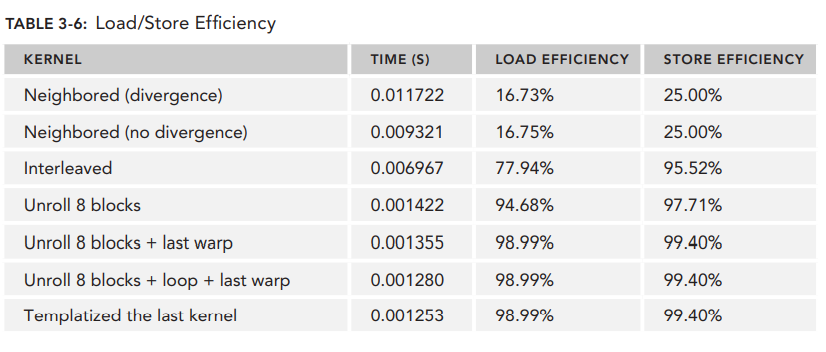 TABLE 3-6: Load/Store Efficiency
KERNEL TIME (S) LOAD EFFICIENCY STORE EFFICIENCY
Neighbored (divergence) 0.011722 16.73% 25.00%
Neighbored (no divergence) 0.009321 16.75% 25.00%
Interleaved 0.006967 77.94% 95.52%
Unroll 8 blocks 0.001422 94.68% 97.71%
Unroll 8 blocks + last warp 0.001355 98.99% 99.40%
Unroll 8 blocks + loop + last warp 0.001280 98.99% 99.40%
Templatized the last kernel 0.001253 98.99% 99.40%